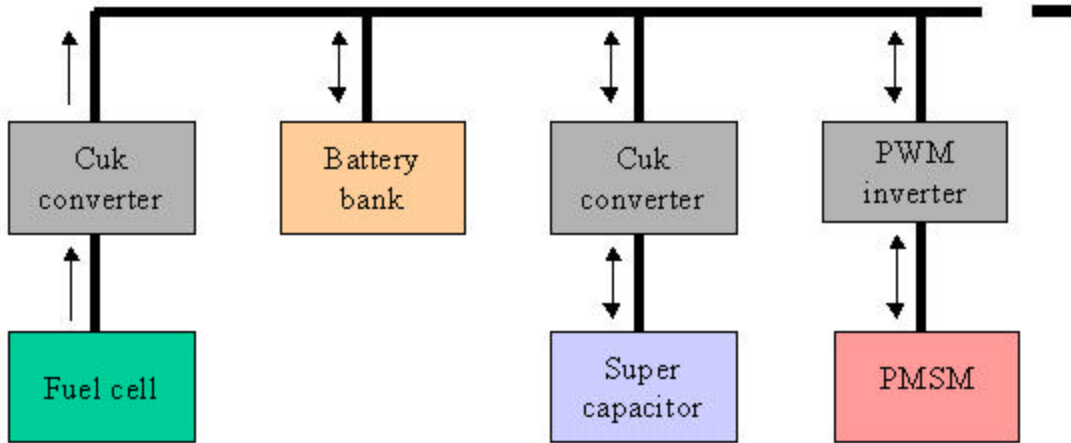 Cuk
converter
Battery
bank
Cuk
converter
PWM
inverter
Fuel cell
Super
capacitor
PMSM